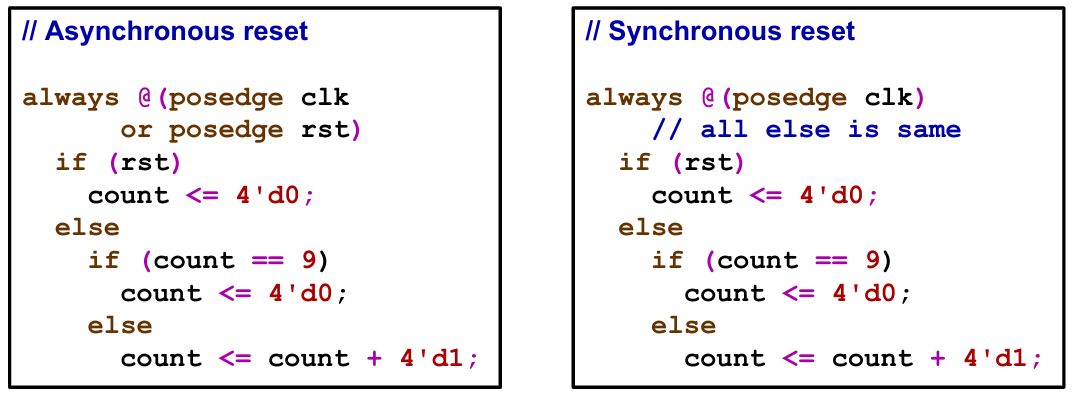 // Asynchronous reset
always @(posedge clk
or posedge rst)
if (rst)
count <= 4'd0;
else
if (count == 9)
count <= 4'd0;
else
count <= count + 4'd1;
// Synchronous reset
always @(posedge clk)
// all else is same
if (rst)
count <= 4'd0;
else
if (count == 9)
count <= 4'd0;
else
count <= count + 4'd1;